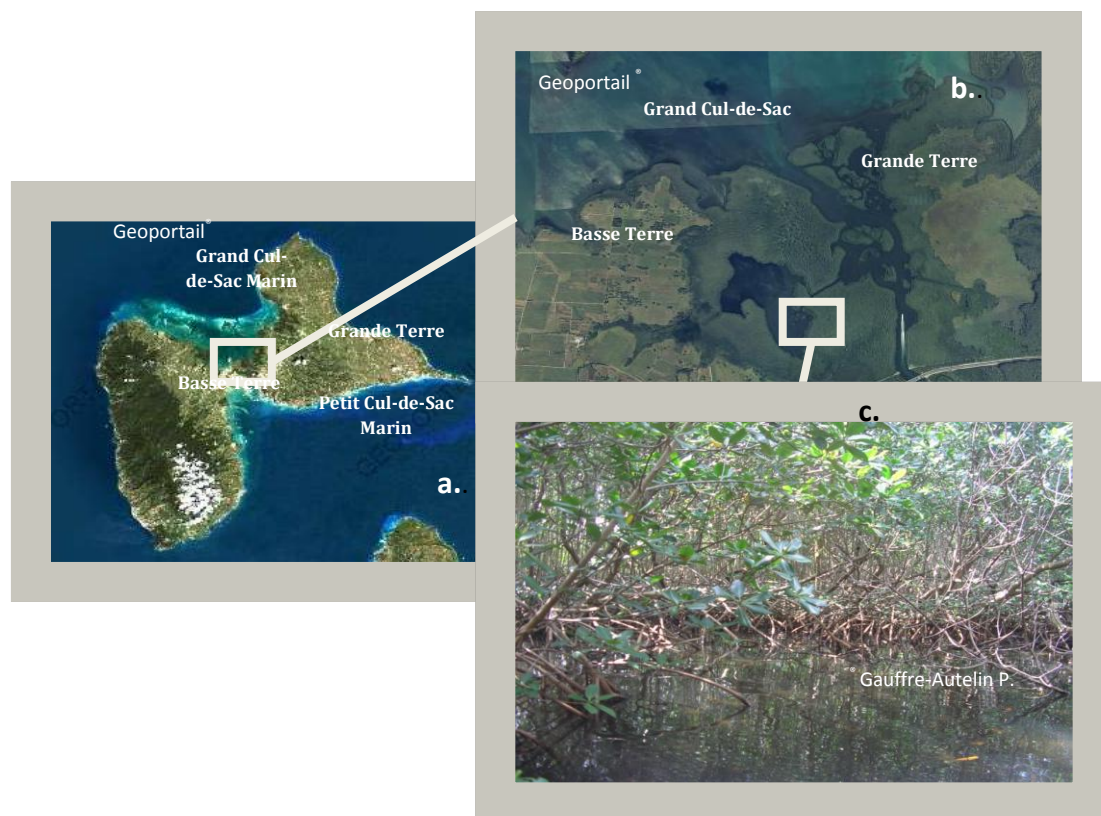 Geoportail ®
Grand Cul-
de-Sac Marin
Grande Terre
Basse Terre
Petit Cul-de-Sac
Marin
a..
Geoportail ®
b..
Grand Cul-de-Sac
Grande Terre
Basse Terre
c.
® Gauffre-Autelin P.